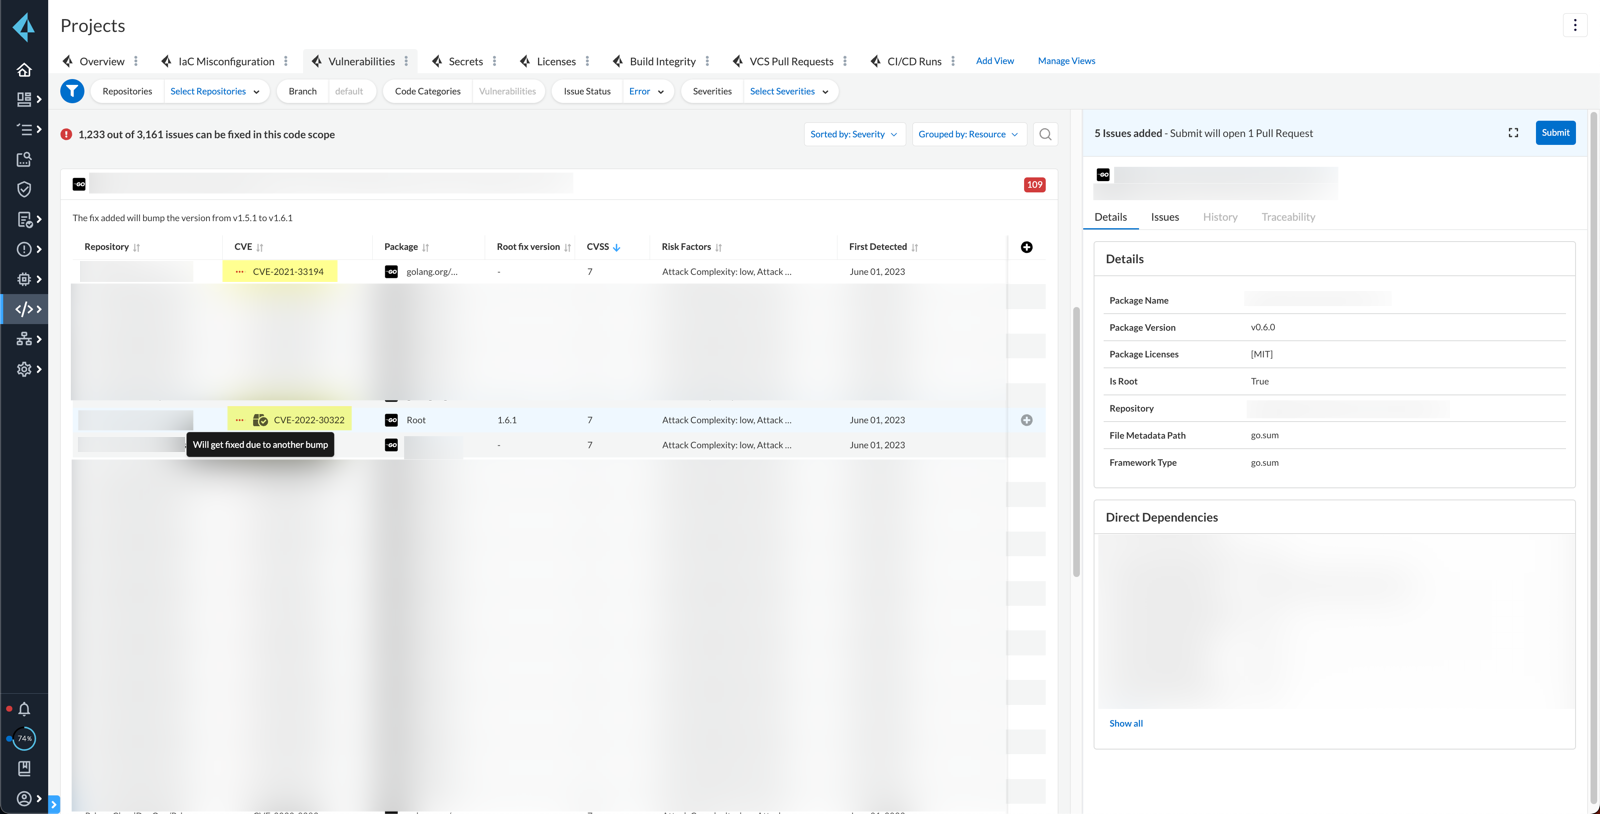 Projects
Overview
IaC Misconfiguration
Vulnerabilities
Secrets
Licenses
Build Integrity
VCS Pull Requests
CI/CD Runs
Add View
Manage Views
Repositories Select Repositories
Branch default
Code Categories Vulnerabilities
Issue Status Error
Severities Select Severities
1,233 out of 3,161 issues can be fixed in this code scope
Sorted by: Severity
Grouped by: Resource
GO
109
The fix added will bump the version from v1.5.1 to v1.6.1
Repository CVE Package Root fix version CVSS Risk Factors First Detected
CVE-2021-33194 GO golang.org/... - 7 Attack Complexity: low, Attack ... June 01, 2023
CVE-2022-30322 GO Root 1.6.1 7 Attack Complexity: low, Attack ... June 01, 2023
Will get fixed due to another bump
GO - 7 Attack Complexity: low, Attack ... June 01, 2023
5 Issues added - Submit will open 1 Pull Request
Submit
GO
Details Issues History Traceability
Details
Package Name
Package Version v0.6.0
Package Licenses [MIT]
Is Root True
Repository
File Metadata Path go.sum
Framework Type go.sum
Direct Dependencies
Show all
74%